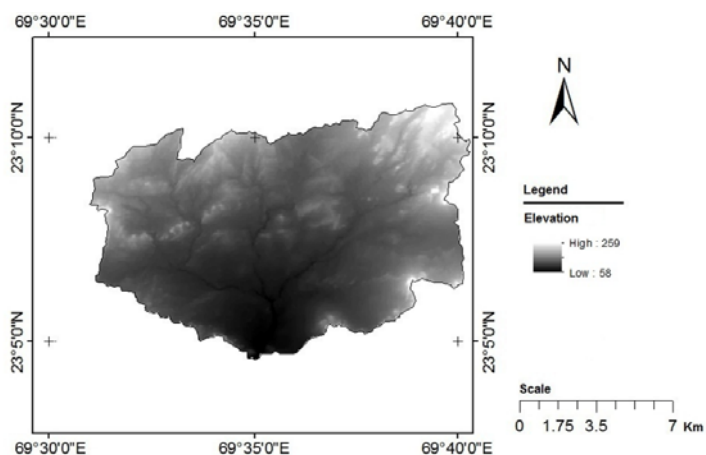 69°30'0"E 69°35'0"E 69°40'0"E
N
23°10'0"N 23°10'0"N
Legend
Elevation
High : 259
Low : 58
23°5'0"N 23°5'0"N
Scale
0 1.75 3.5 7 Km
69°30'0"E 69°35'0"E 69°40'0"E